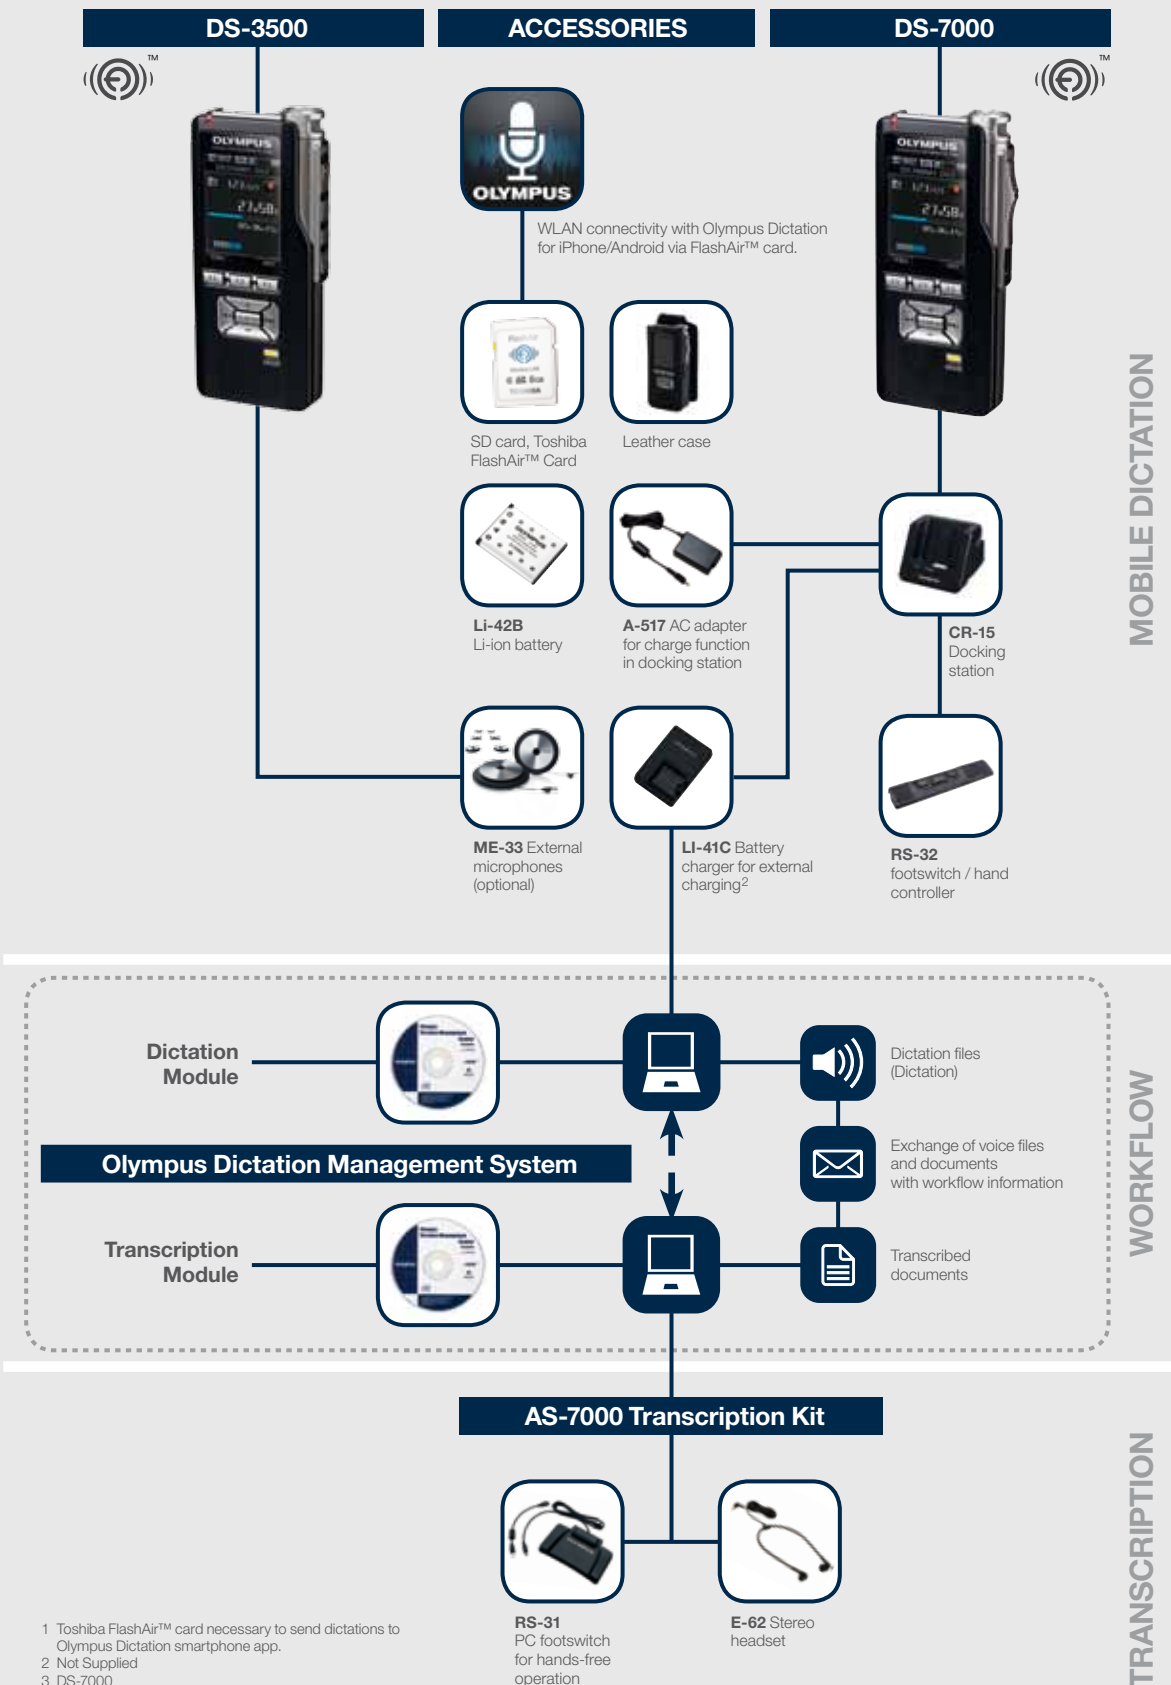 DS-3500
ACCESSORIES
DS-7000
TM
TM
OLYMPUS
OLYMPUS
OLYMPUS
WLAN connectivity with Olympus Dictation
for iPhone/Android via FlashAir™ card.
FlashAir
TOSHIBA
SD card, Toshiba
FlashAir™ Card
Leather case
Li-42B
Li-ion battery
A-517 AC adapter
for charge function
in docking station
CR-15
Docking
station
ME-33 External
microphones
(optional)
LI-41C Battery
charger for external
charging2
RS-32
footswitch / hand
controller
MOBILE DICTATION
Dictation
Module
Dictation files
(Dictation)
Olympus Dictation Management System
Exchange of voice files
and documents
with workflow information
Transcription
Module
Transcribed
documents
WORKFLOW
AS-7000 Transcription Kit
RS-31
PC footswitch
for hands-free
operation
E-62 Stereo
headset
TRANSCRIPTION
1 Toshiba FlashAir™ card necessary to send dictations to
Olympus Dictation smartphone app.
2 Not Supplied
3 DS-7000